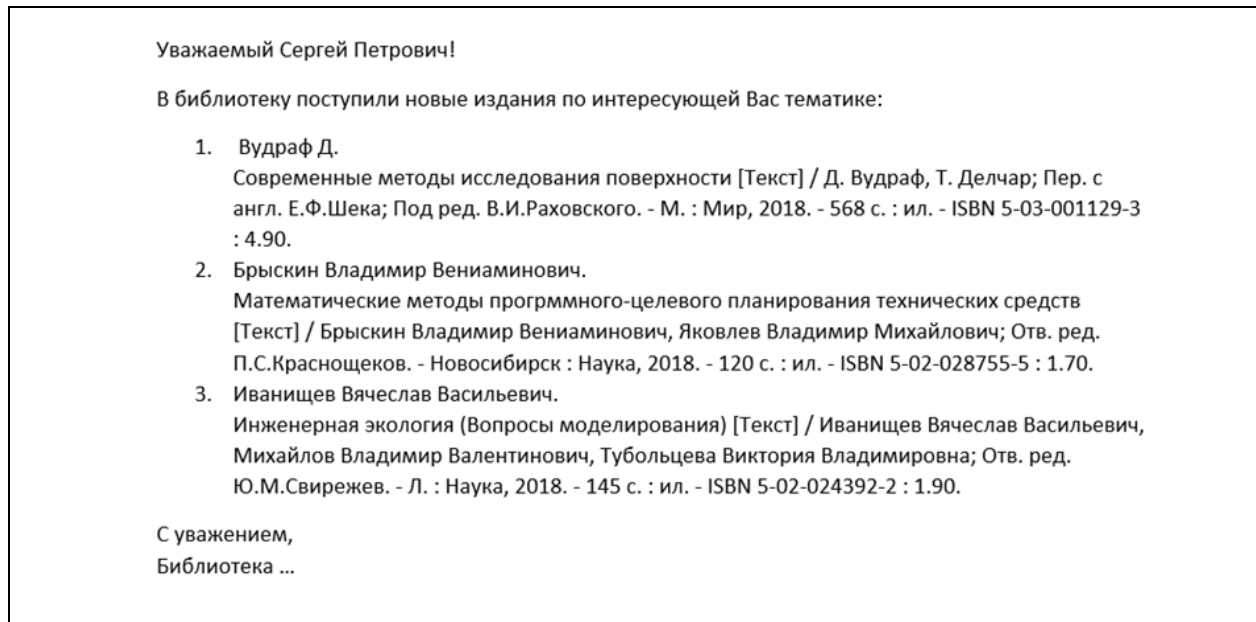 Уважаемый Сергей Петрович!
В библиотеку поступили новые издания по интересующей Вас тематике:
1. Вудраф Д.
Современные методы исследования поверхности [Текст] / Д. Вудраф, Т. Делчар; Пер. с
англ. Е.Ф.Шека; Под ред. В.И.Раховского. - М. : Мир, 2018. - 568 с. : ил. - ISBN 5-03-001129-3
: 4.90.
2. Брыскин Владимир Вениаминович.
Математические методы прогрммного-целевого планирования технических средств
[Текст] / Брыскин Владимир Вениаминович, Яковлев Владимир Михайлович; Отв. ред.
П.С.Краснощеков. - Новосибирск : Наука, 2018. - 120 с. : ил. - ISBN 5-02-028755-5 : 1.70.
3. Иванищев Вячеслав Васильевич.
Инженерная экология (Вопросы моделирования) [Текст] / Иванищев Вячеслав Васильевич,
Михайлов Владимир Валентинович, Тубольцева Виктория Владимировна; Отв. ред.
Ю.М.Свирежев. - Л. : Наука, 2018. - 145 с. : ил. - ISBN 5-02-024392-2 : 1.90.
С уважением,
Библиотека ...